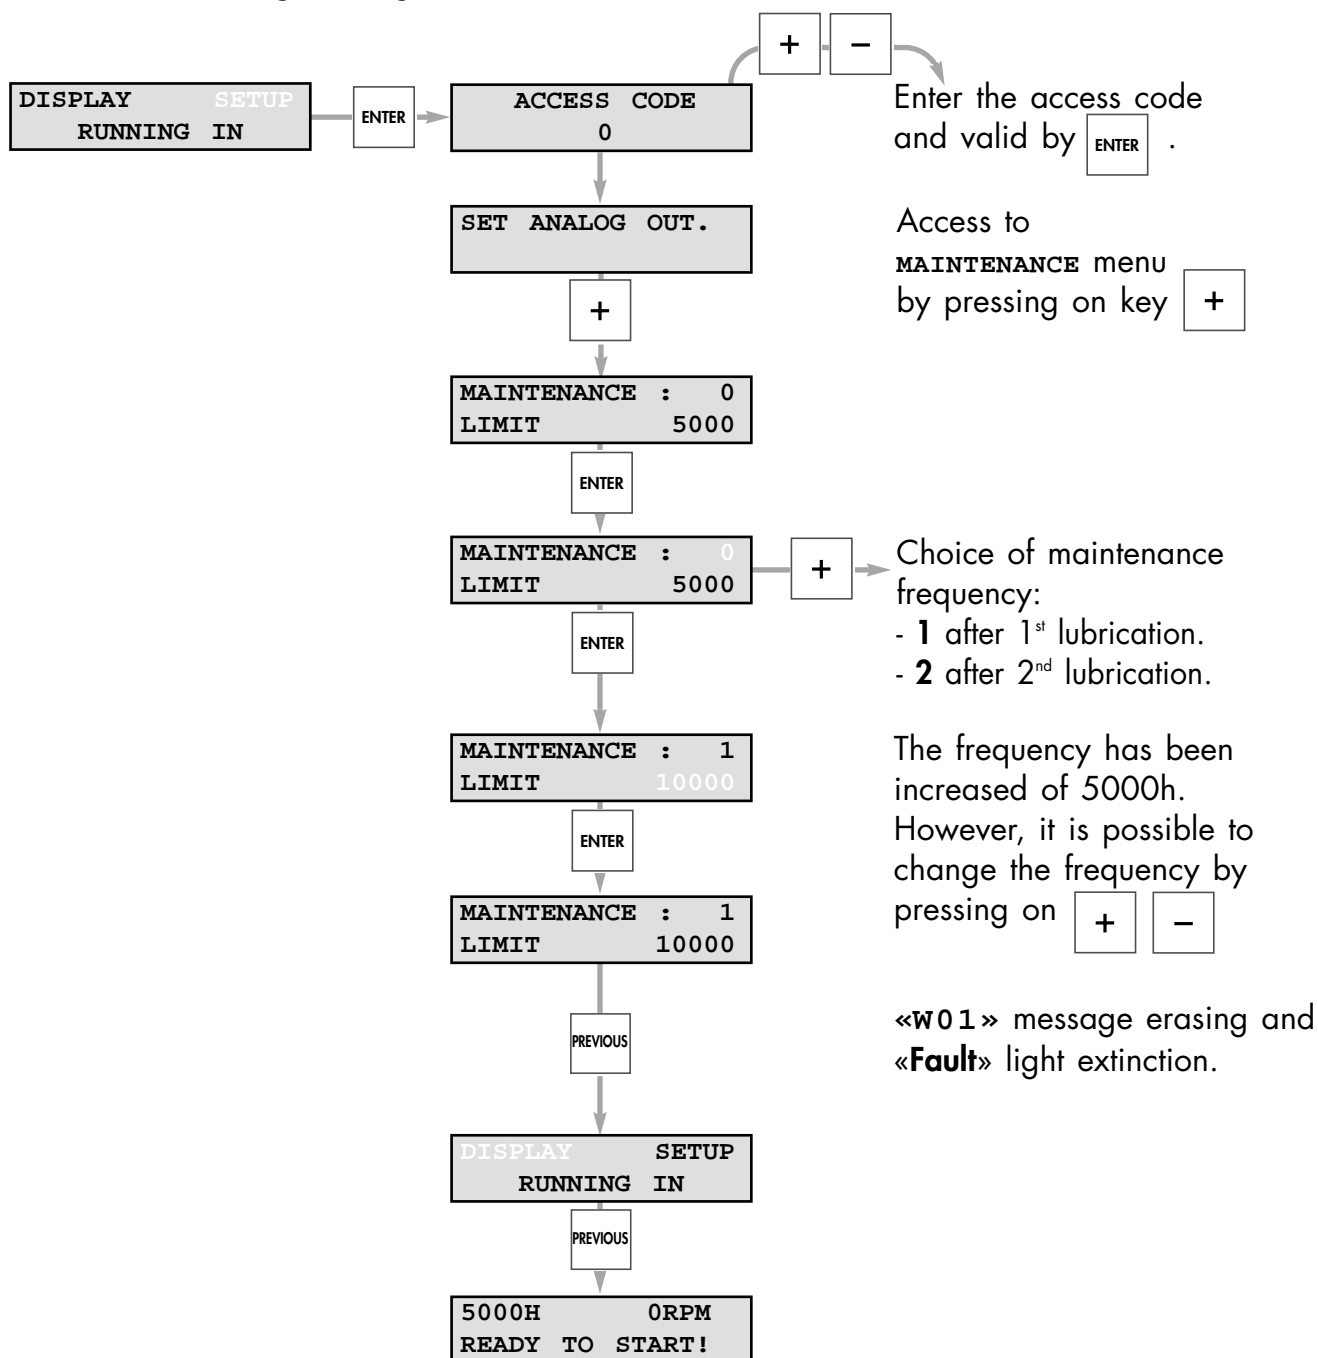 + −
DISPLAY SETUP
RUNNING IN
ENTER
ACCESS CODE
0
Enter the access code
and valid by ENTER .
SET ANALOG OUT.
Access to
MAINTENANCE menu
by pressing on key +
+
MAINTENANCE : 0
LIMIT 5000
ENTER
MAINTENANCE : 0
LIMIT 5000
+
Choice of maintenance
frequency:
- 1 after 1st lubrication.
- 2 after 2nd lubrication.
ENTER
MAINTENANCE : 1
LIMIT 10000
The frequency has been
increased of 5000h.
However, it is possible to
change the frequency by
pressing on + −
ENTER
MAINTENANCE : 1
LIMIT 10000
«W01» message erasing and
«Fault» light extinction.
PREVIOUS
DISPLAY SETUP
RUNNING IN
PREVIOUS
5000H 0RPM
READY TO START!